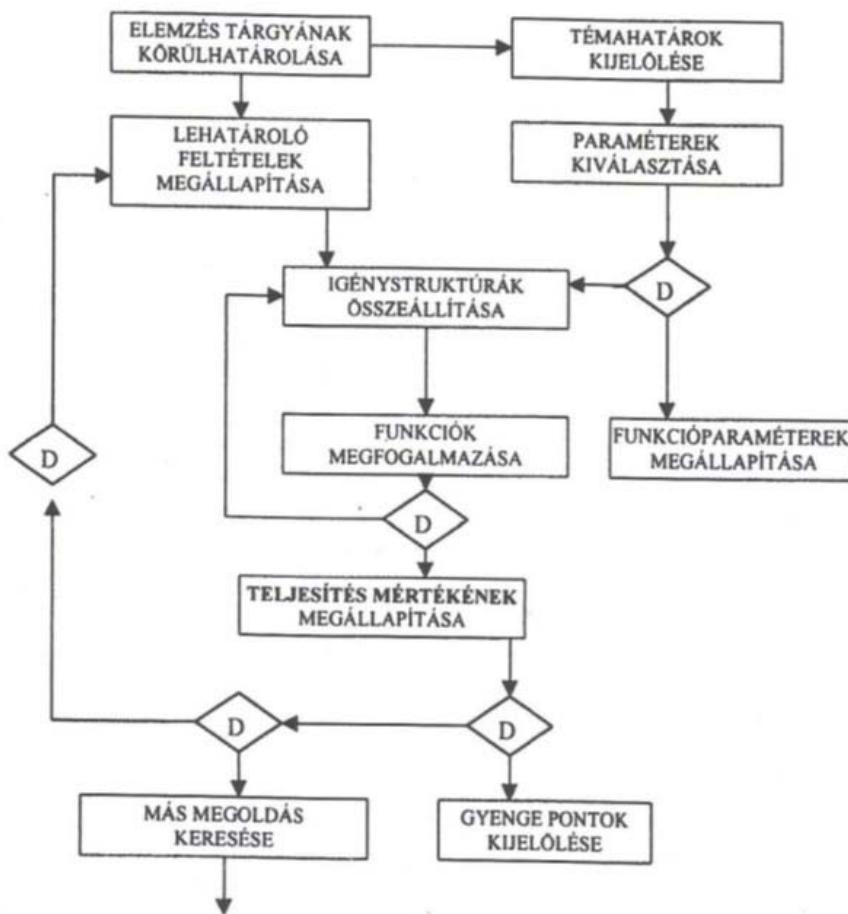 ELEMZÉS TÁRGYÁNAK
KÖRÜLHATÁROLÁSA
TÉMAHATÁROK
KIJELÖLÉSE
LEHATÁROLÓ
FELTÉTELEK
MEGÁLLAPÍTÁSA
PARAMÉTEREK
KIVÁLASZTÁSA
IGÉNYSTRUKTÚRÁK
ÖSSZEÁLLÍTÁSA
D
D
FUNKCIÓK
MEGFOGALMAZÁSA
FUNKCIÓPARAMÉTEREK
MEGÁLLAPÍTÁSA
D
TELJESÍTÉS MÉRTÉKÉNEK
MEGÁLLAPÍTÁSA
D
D
MÁS MEGOLDÁS
KERESÉSE
GYENGE PONTOK
KIJELÖLÉSE